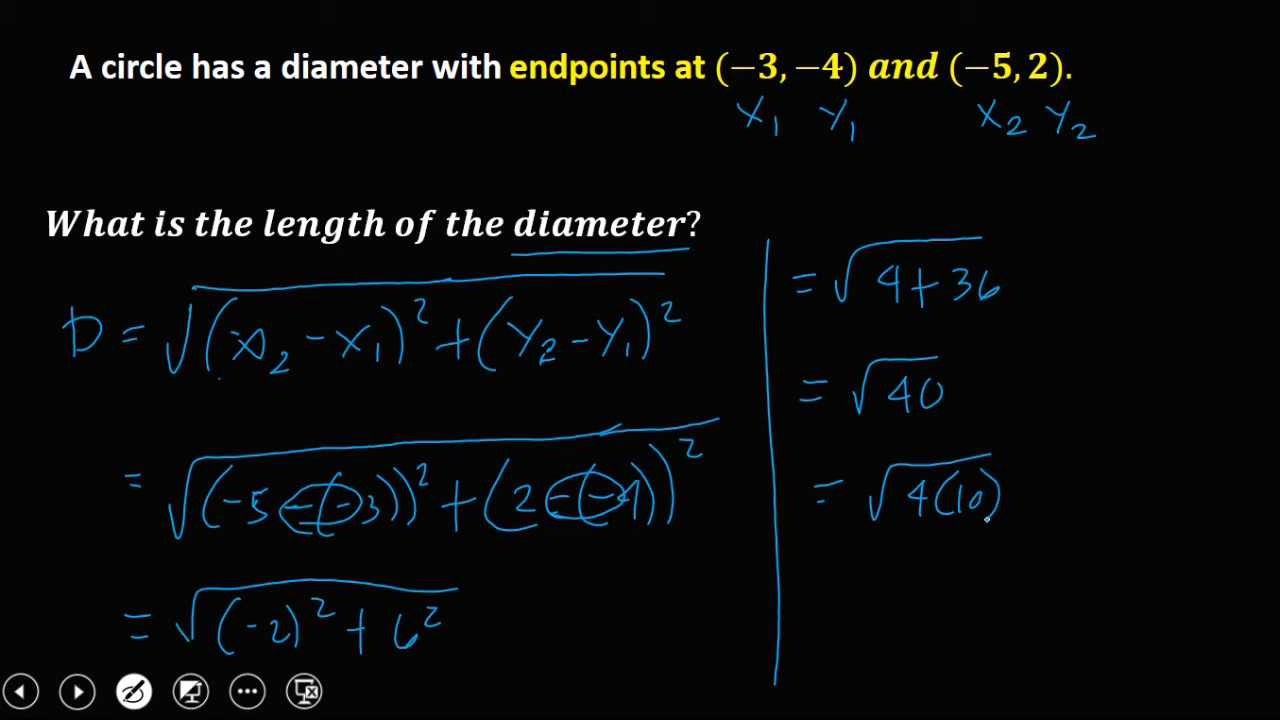 A circle has a diameter with endpoints at (−3, −4) and (−5, 2).
X₁ Y₁ X₂ Y₂
What is the length of the diameter?
D = √((X₂ − X₁)² + (Y₂ − Y₁)²)
= √((−5 −(−3))² + (2 −(−4))²)
= √((−2)² + 6²)
= √(4 + 36)
= √40
= √(4(10))